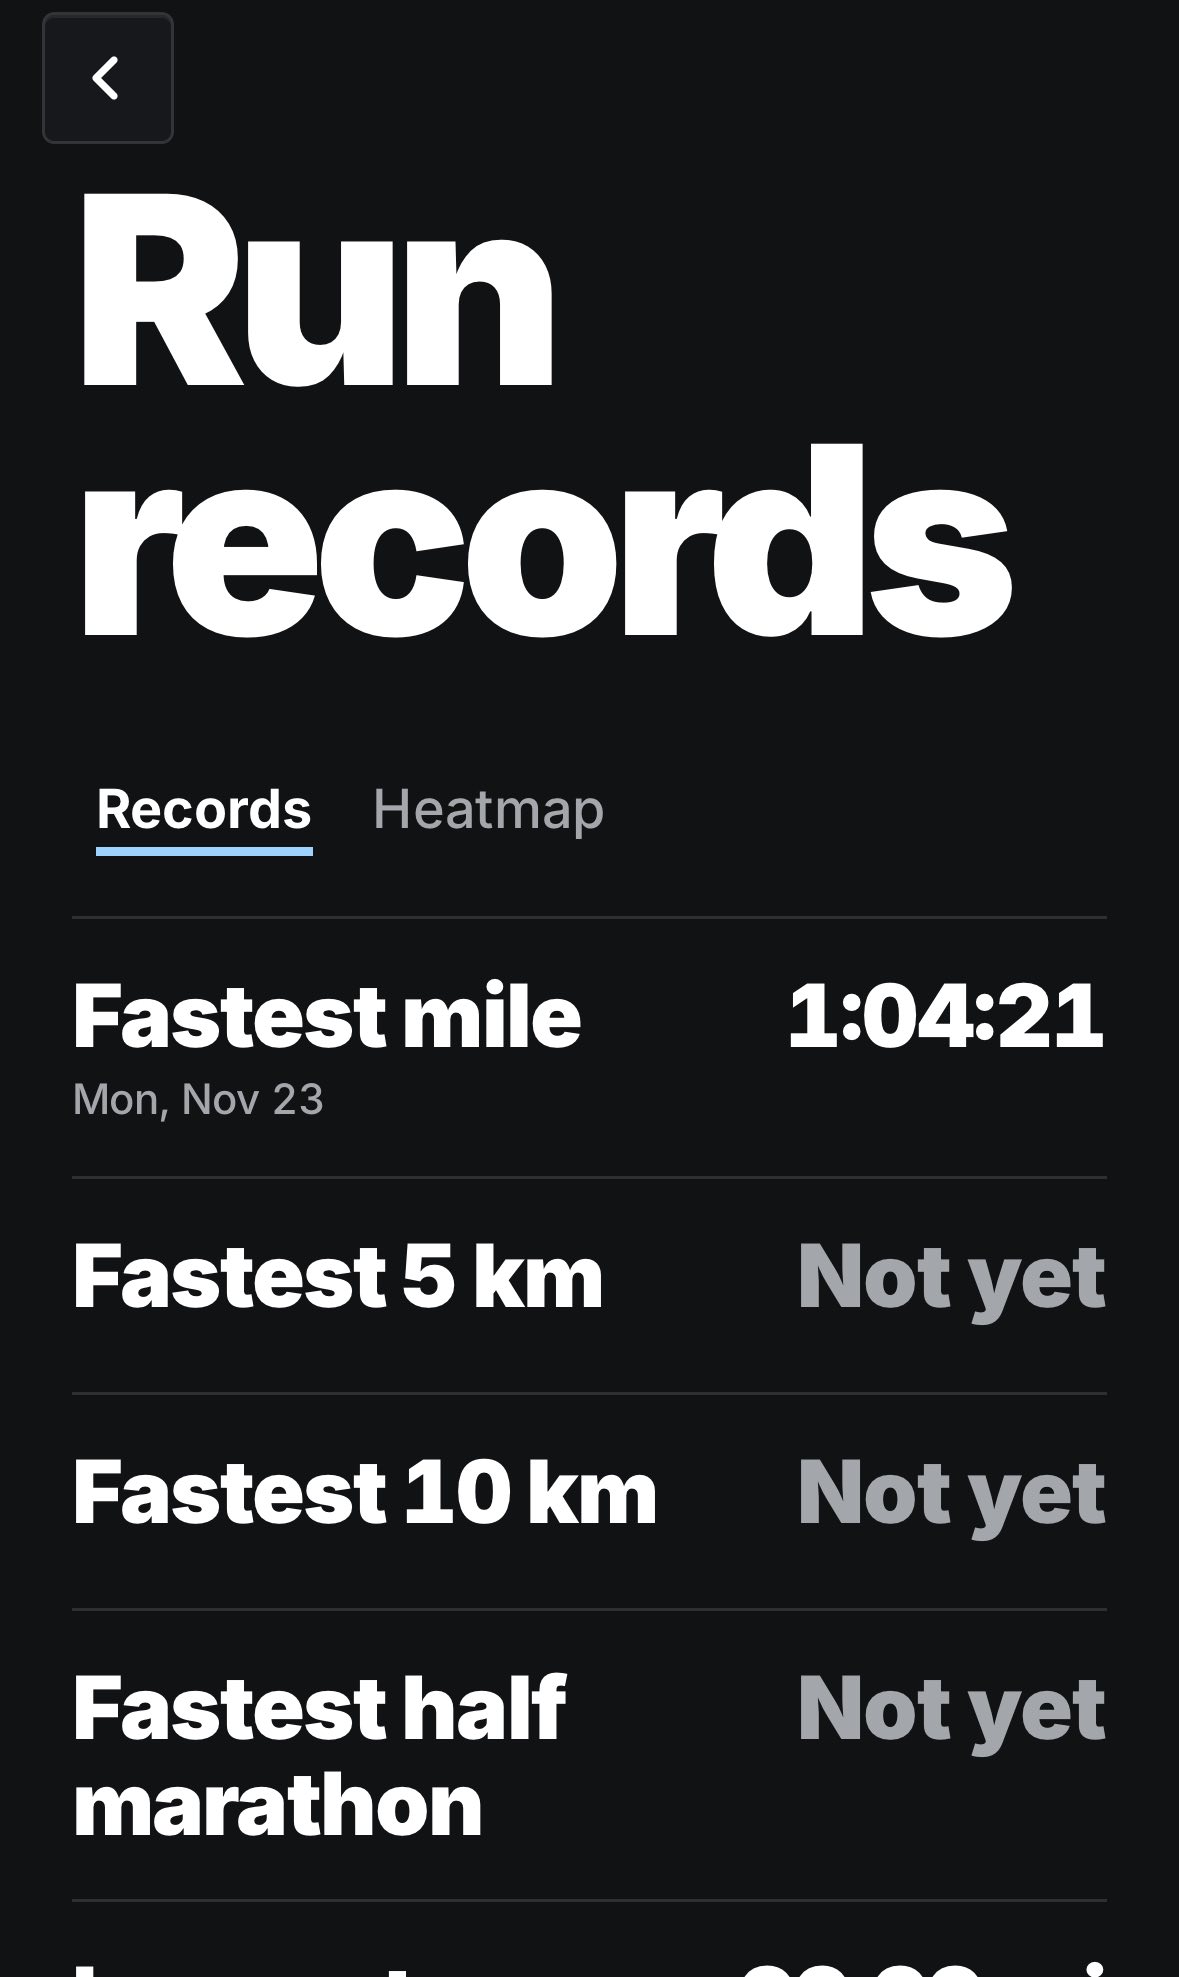 Run
records
Records Heatmap
Fastest mile 1:04:21
Mon, Nov 23
Fastest 5 km Not yet
Fastest 10 km Not yet
Fastest half Not yet
marathon